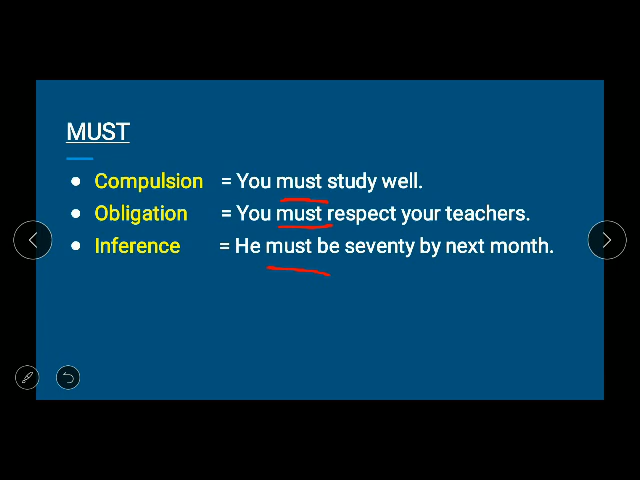 MUST
● Compulsion = You must study well.
● Obligation = You must respect your teachers.
● Inference = He must be seventy by next month.